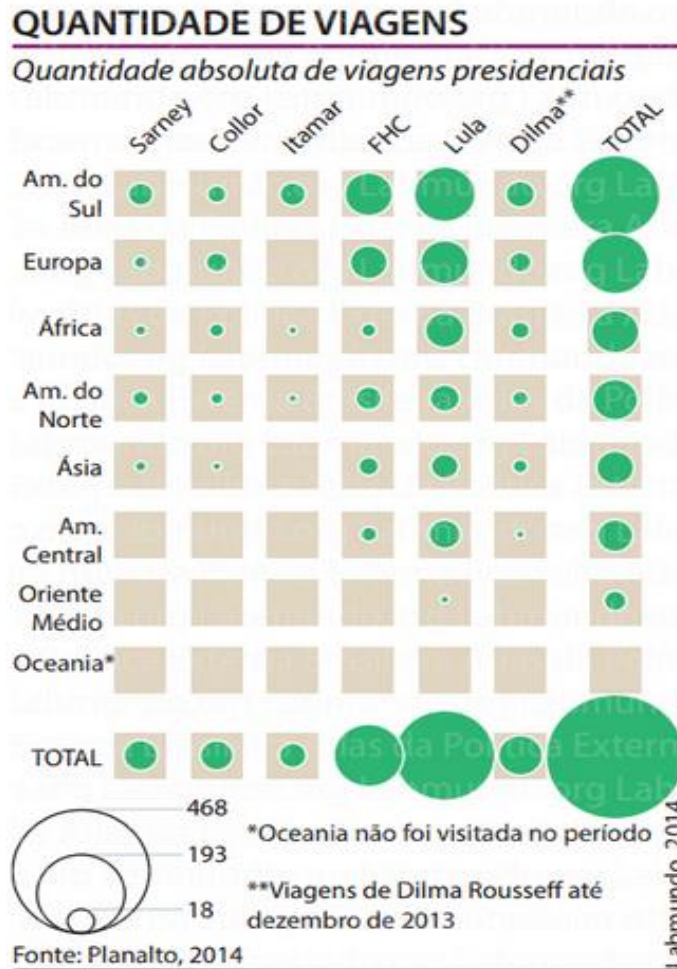 QUANTIDADE DE VIAGENS
Quantidade absoluta de viagens presidenciais
Sarney Collor Itamar FHC Lula Dilma** TOTAL
Am. do
Sul
Europa
África
Am. do
Norte
Ásia
Am.
Central
Oriente
Médio
Oceania*
TOTAL
468
193
18
*Oceania não foi visitada no período
**Viagens de Dilma Rousseff até
dezembro de 2013
Fonte: Planalto, 2014
Labmundo, 2014